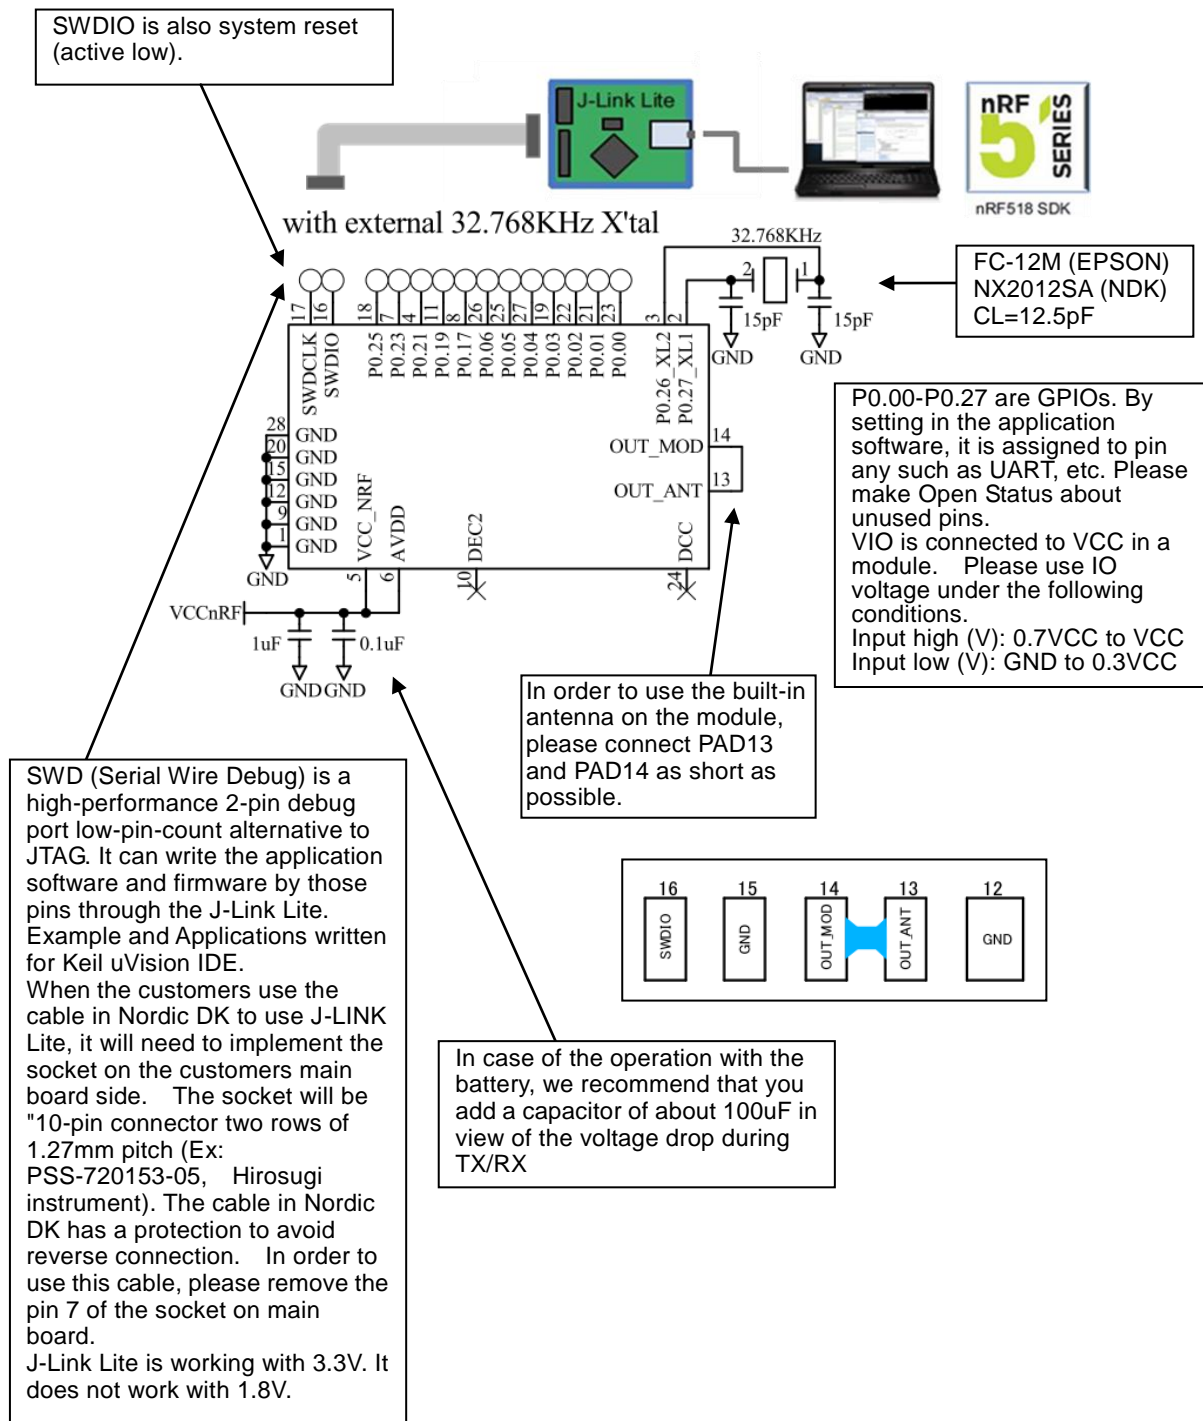 SWDIO is also system reset
(active low).
J-Link Lite
nRF
5
SERIES
nRF518 SDK
with external 32.768KHz X'tal
32.768KHz
2
1
15pF
15pF
GND
GND
FC-12M (EPSON)
NX2012SA (NDK)
CL=12.5pF
17
16
18
7
4
11
8
26
25
27
19
22
21
23
3
2
SWDCLK
SWDIO
P0.25
P0.23
P0.21
P0.19
P0.17
P0.06
P0.05
P0.04
P0.03
P0.02
P0.01
P0.00
P0.26_XL2
P0.27_XL1
28
GND
20
GND
15
GND
12
GND
9
GND
1
GND
GND
OUT_MOD
14
OUT_ANT
13
VCC_NRF
AVDD
DEC2
DCC
5
6
10
24
VCCnRF
1uF
0.1uF
GND
GND
P0.00-P0.27 are GPIOs. By
setting in the application
software, it is assigned to pin
any such as UART, etc. Please
make Open Status about
unused pins.
VIO is connected to VCC in a
module. Please use IO
voltage under the following
conditions.
Input high (V): 0.7VCC to VCC
Input low (V): GND to 0.3VCC
In order to use the built-in
antenna on the module,
please connect PAD13
and PAD14 as short as
possible.
SWD (Serial Wire Debug) is a
high-performance 2-pin debug
port low-pin-count alternative to
JTAG. It can write the application
software and firmware by those
pins through the J-Link Lite.
Example and Applications written
for Keil uVision IDE.
When the customers use the
cable in Nordic DK to use J-LINK
Lite, it will need to implement the
socket on the customers main
board side. The socket will be
"10-pin connector two rows of
1.27mm pitch (Ex:
PSS-720153-05, Hirosugi
instrument). The cable in Nordic
DK has a protection to avoid
reverse connection. In order to
use this cable, please remove the
pin 7 of the socket on main
board.
J-Link Lite is working with 3.3V. It
does not work with 1.8V.
16
15
14
13
12
SWDIO
GND
OUT_MOD
OUT_ANT
GND
In case of the operation with the
battery, we recommend that you
add a capacitor of about 100uF in
view of the voltage drop during
TX/RX